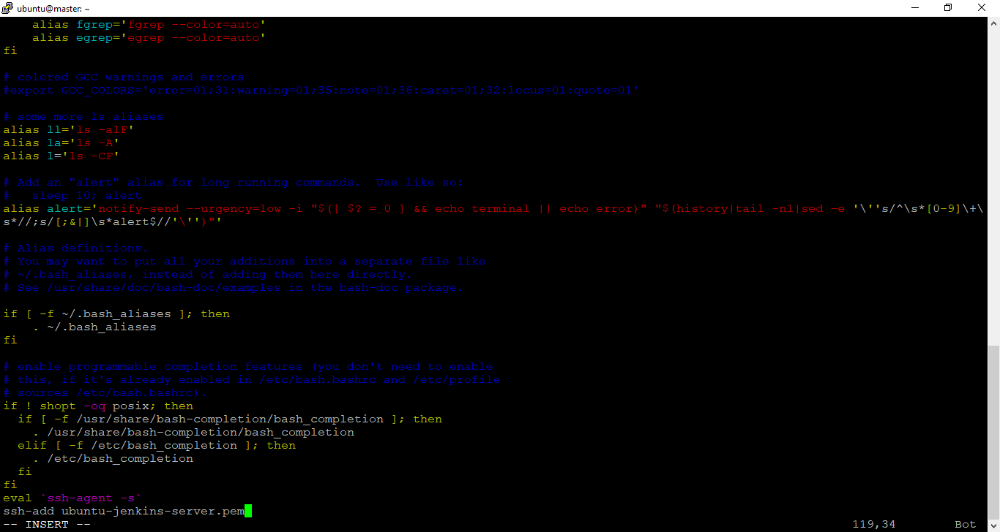 ubuntu@master: ~
    alias fgrep='fgrep --color=auto'
    alias egrep='egrep --color=auto'
fi
# colored GCC warnings and errors
#export GCC_COLORS='error=01;31:warning=01;35:note=01;36:caret=01;32:locus=01:quote=01'
# some more ls aliases
alias ll='ls -alF'
alias la='ls -A'
alias l='ls -CF'
# Add an "alert" alias for long running commands.  Use like so:
#   sleep 10; alert
alias alert='notify-send --urgency=low -i "$([ $? = 0 ] && echo terminal || echo error)" "$(history|tail -n1|sed -e '\''s/^\s*[0-9]\+\
s*//;s/[;&|]\s*alert$//'\'')"'
# Alias definitions.
# You may want to put all your additions into a separate file like
# ~/.bash_aliases, instead of adding them here directly.
# See /usr/share/doc/bash-doc/examples in the bash-doc package.
if [ -f ~/.bash_aliases ]; then
    . ~/.bash_aliases
fi
# enable programmable completion features (you don't need to enable
# this, if it's already enabled in /etc/bash.bashrc and /etc/profile
# sources /etc/bash.bashrc).
if ! shopt -oq posix; then
  if [ -f /usr/share/bash-completion/bash_completion ]; then
    . /usr/share/bash-completion/bash_completion
  elif [ -f /etc/bash_completion ]; then
    . /etc/bash_completion
  fi
fi
eval `ssh-agent -s`
ssh-add ubuntu-jenkins-server.pem
-- INSERT -- 119,34 Bot